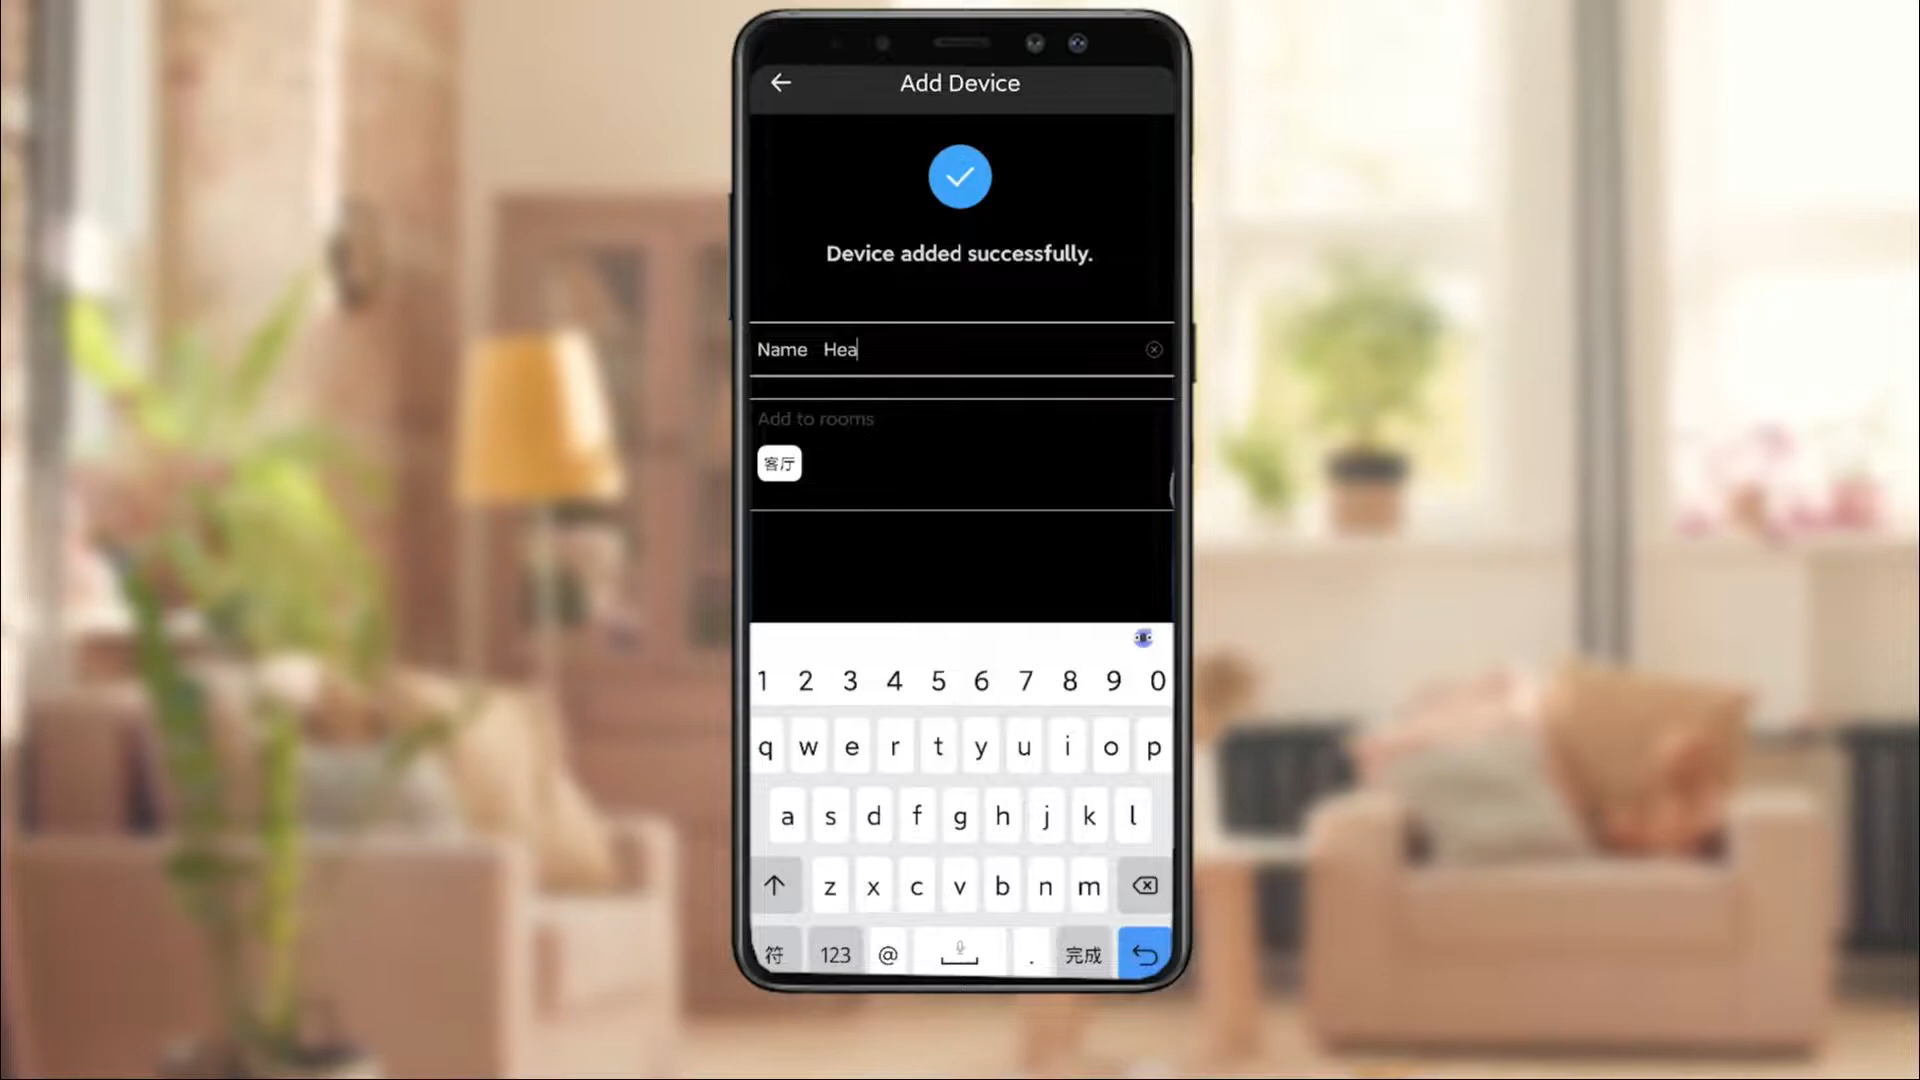 Add Device
Device added successfully.
Name Hea
Add to rooms
客厅
1 2 3 4 5 6 7 8 9 0
q w e r t y u i o p
a s d f g h j k l
z x c v b n m
符 123 @ . 完成